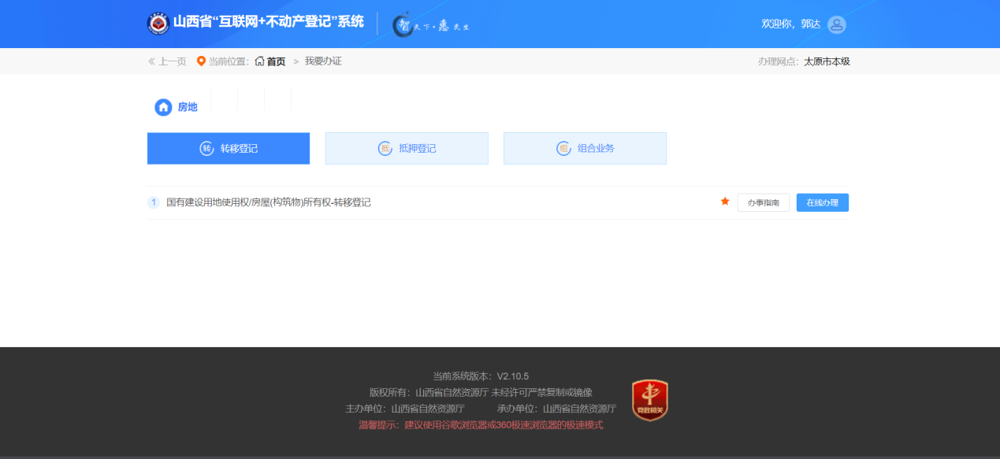 山西省“互联网+不动产登记”系统
智天下·惠民生
欢迎你，郭达
上一页 当前位置： 首页 > 我要办证
办理网点： 太原市本级
房地
转 转移登记
抵 抵押登记
组 组合业务
1 国有建设用地使用权/房屋(构筑物)所有权-转移登记
办事指南 在线办理
当前系统版本：V2.10.5
版权所有：山西省自然资源厅 未经许可严禁复制或镜像
主办单位：山西省自然资源厅 承办单位：山西省自然资源厅
温馨提示：建议使用谷歌浏览器或360极速浏览器的极速模式
党政机关